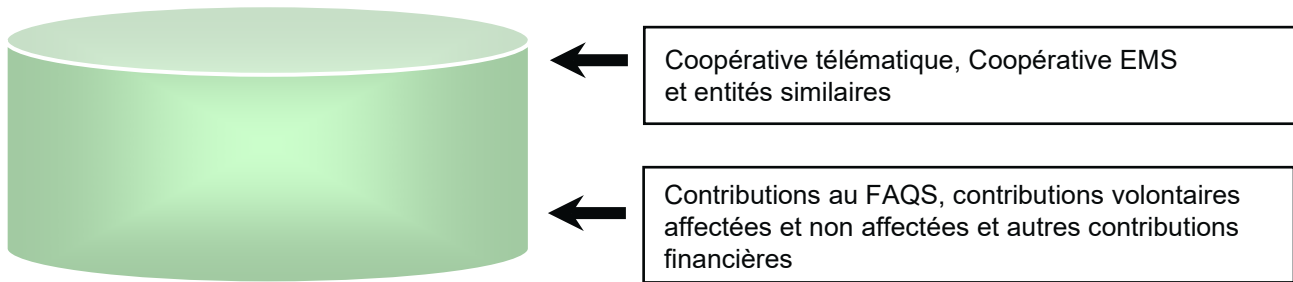 Coopérative télématique, Coopérative EMS
et entités similaires
Contributions au FAQS, contributions volontaires
affectées et non affectées et autres contributions
financières